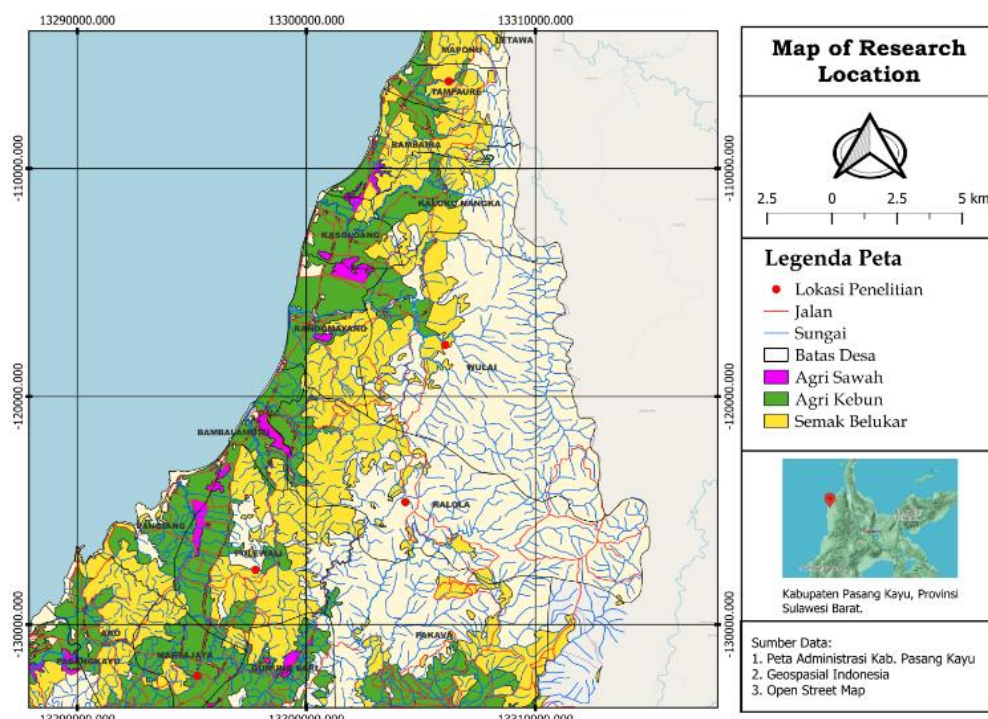 13290000.000
13300000.000
13310000.000
-110000.000
-110000.000
-120000.000
-120000.000
-130000.000
-130000.000
13290000.000
13300000.000
13310000.000
LETAWA
MAPONU
TAMPAURE
BAMBAIRA
KALUKU NANGKA
KASOLOANG
RANDOMAYANG
WULAI
BAMBALAMOTU
KALOLA
PANGIANG
POLEWALI
AKO
PAKAVA
MARTAJAYA
PASANGKAYU
GUNUNG SARI
Map of Research
Location
2.5 0 2.5 5 km
Legenda Peta
Lokasi Penelitian
Jalan
Sungai
Batas Desa
Agri Sawah
Agri Kebun
Semak Belukar
Kabupaten Pasang Kayu, Provinsi
Sulawesi Barat.
Sumber Data:
1. Peta Administrasi Kab. Pasang Kayu
2. Geospasial Indonesia
3. Open Street Map